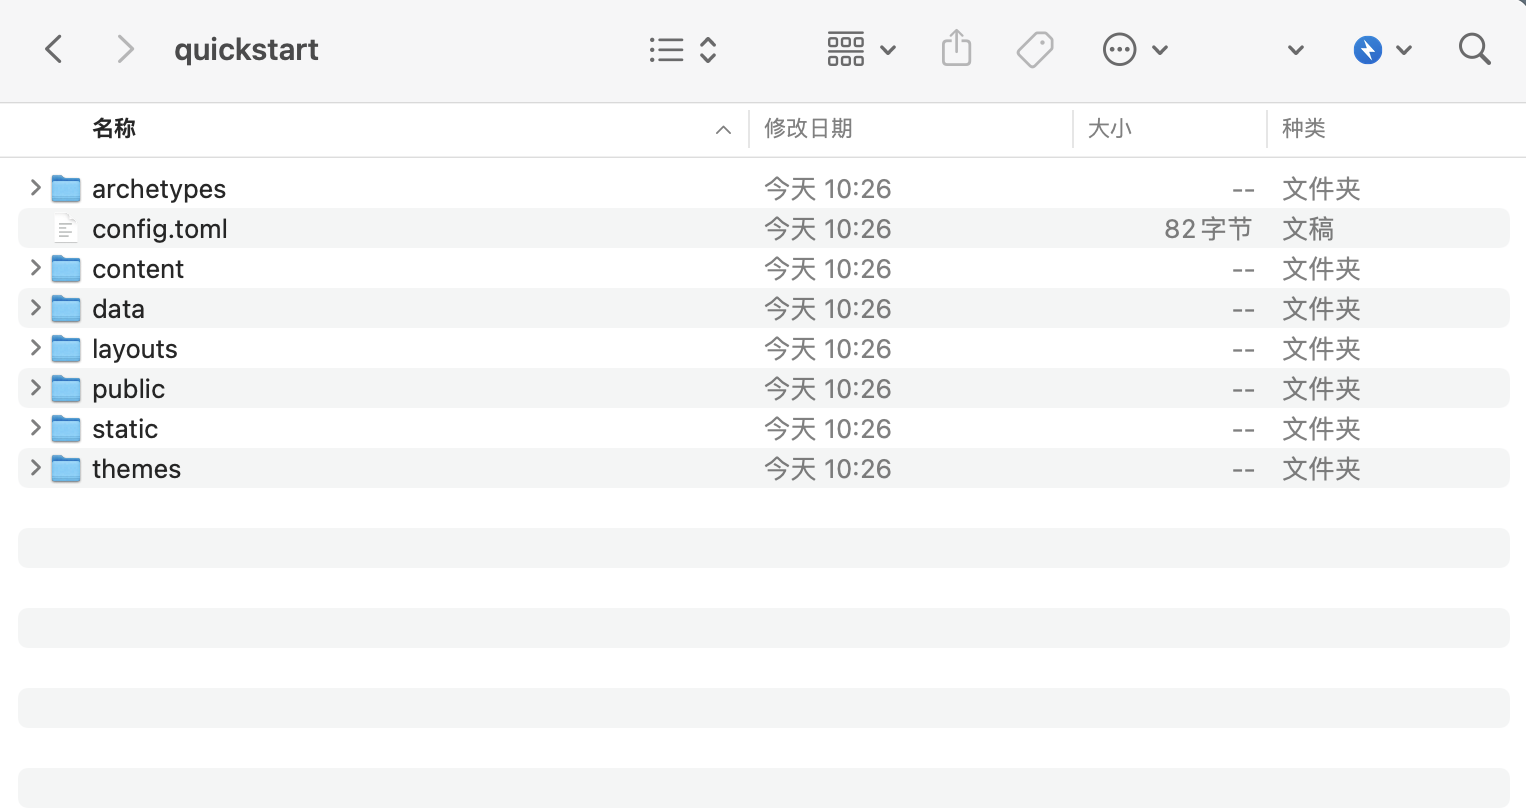 quickstart
名称 修改日期 大小 种类
archetypes 今天 10:26 -- 文件夹
config.toml 今天 10:26 82 字节 文稿
content 今天 10:26 -- 文件夹
data 今天 10:26 -- 文件夹
layouts 今天 10:26 -- 文件夹
public 今天 10:26 -- 文件夹
static 今天 10:26 -- 文件夹
themes 今天 10:26 -- 文件夹